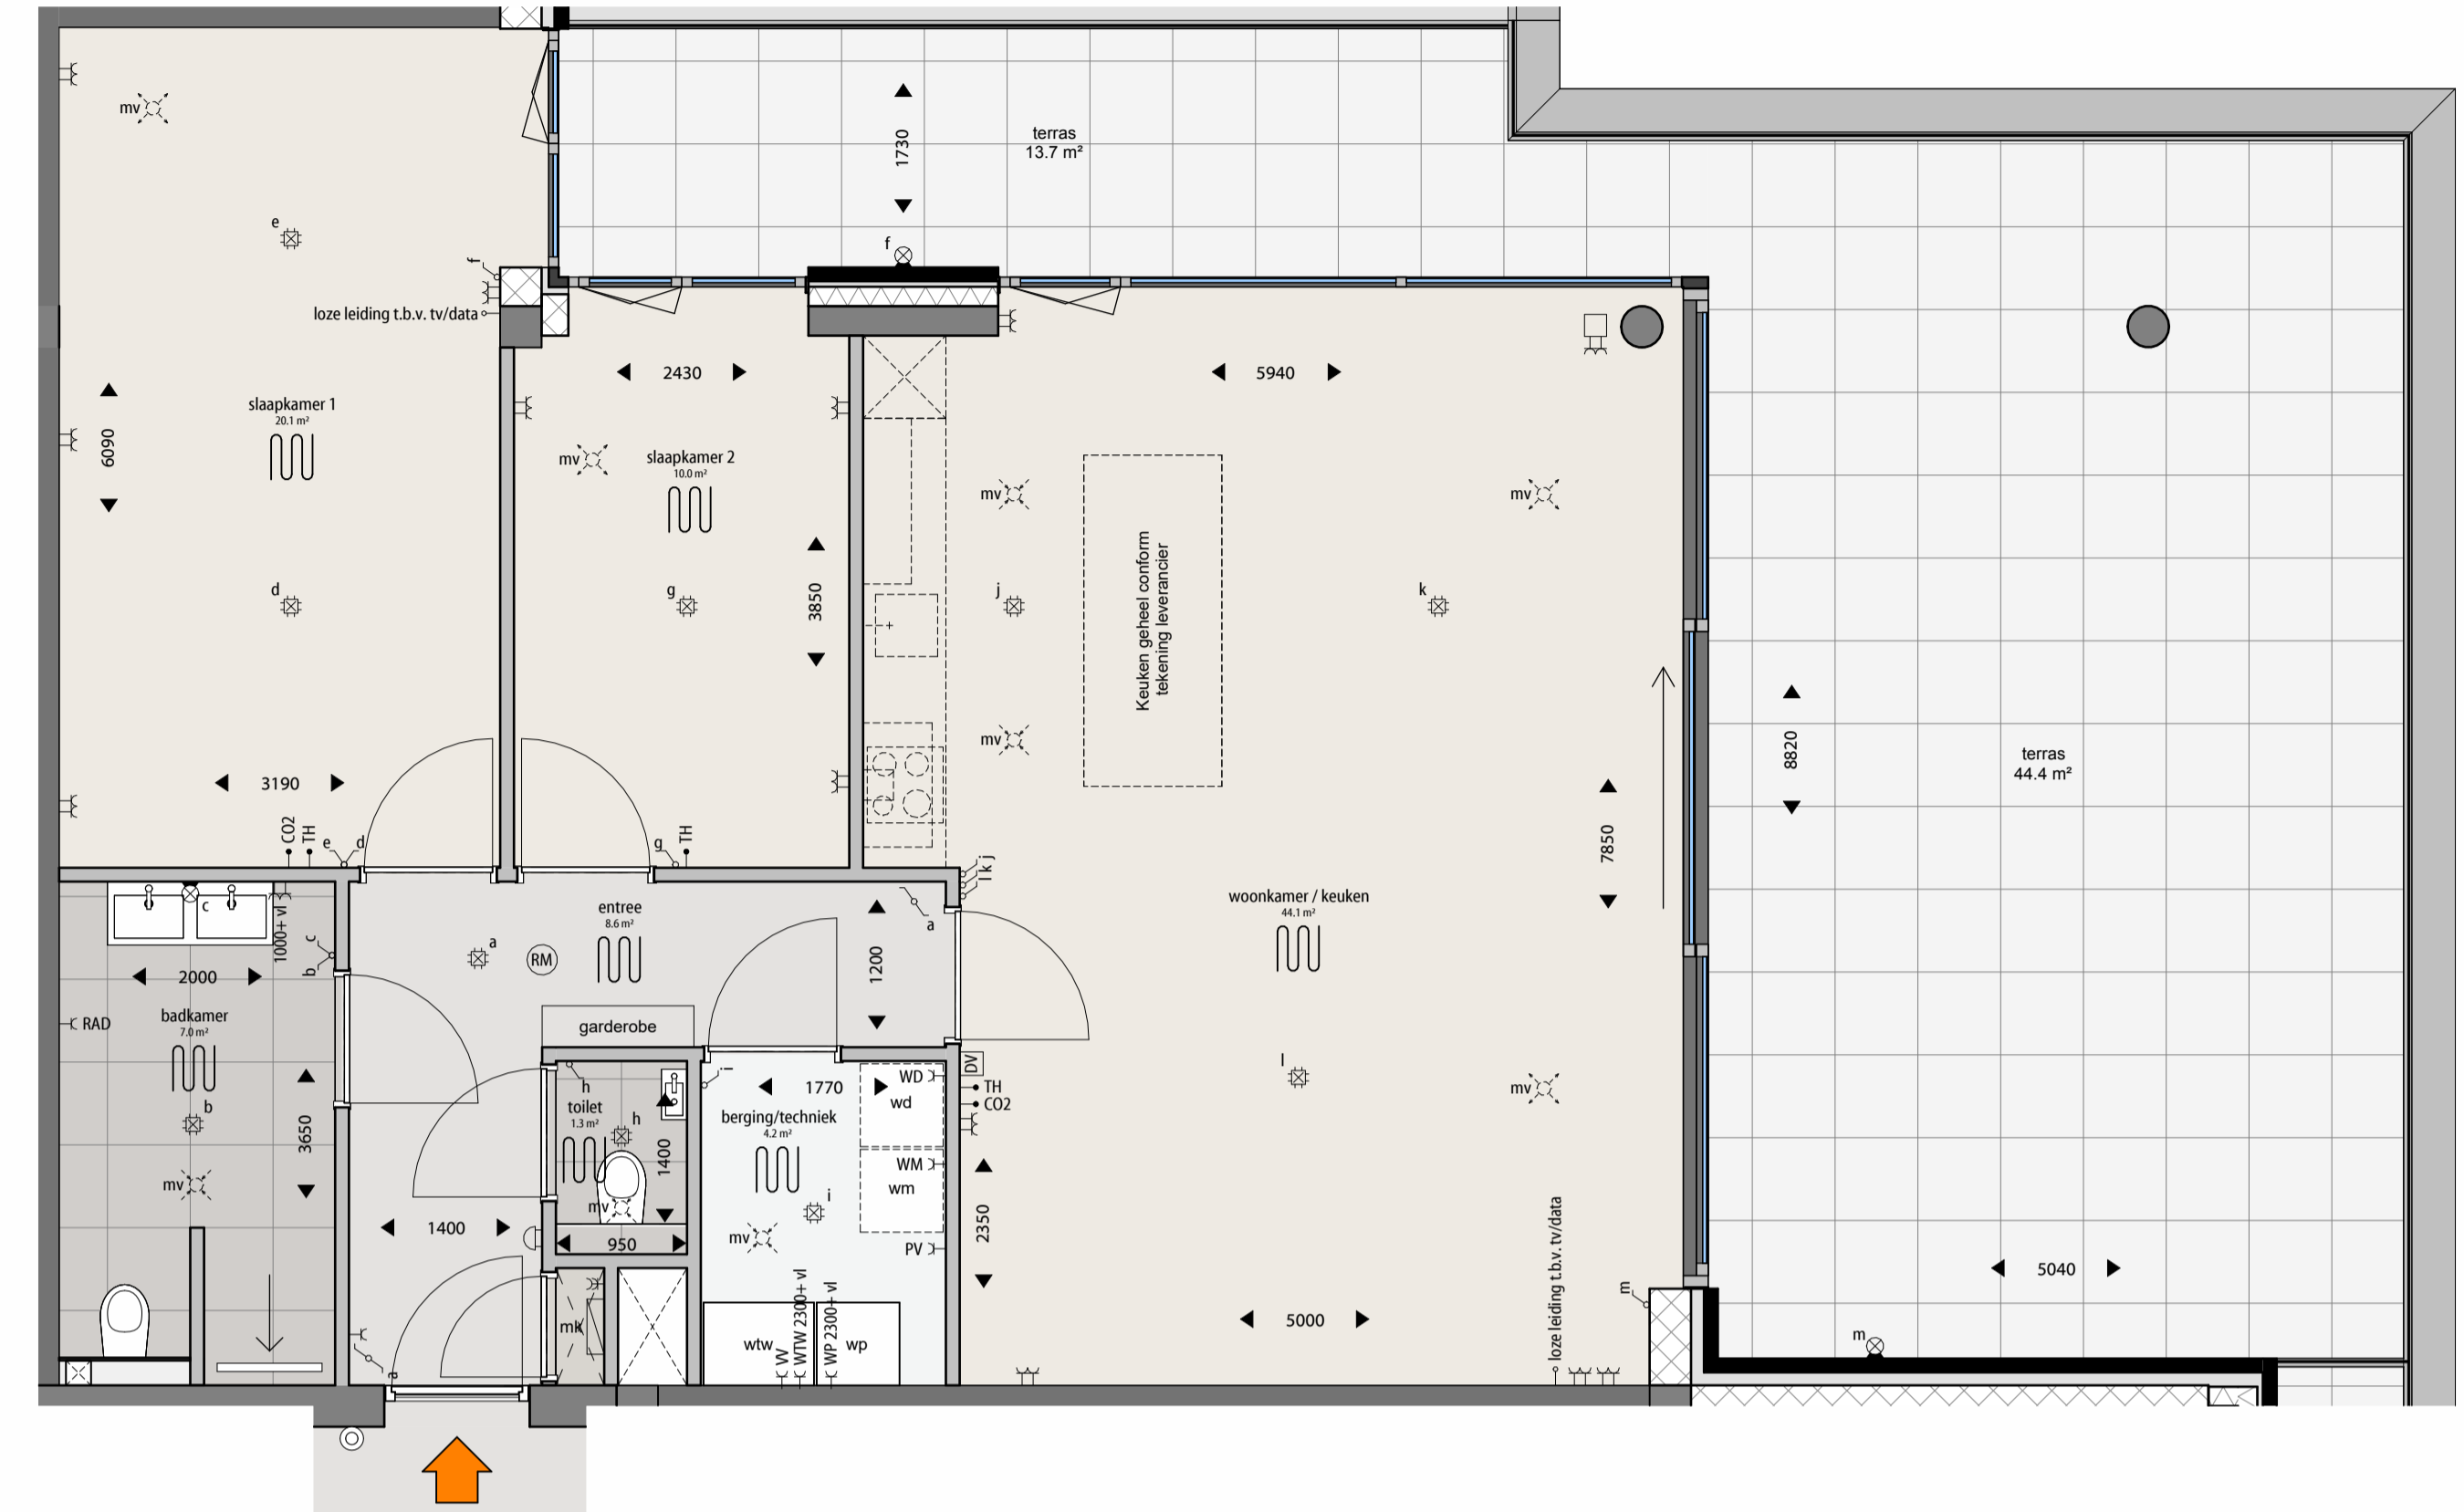 mv
1730
terras
13.7 m²
e
f
f
loze leiding t.b.v. tv/data
slaapkamer 1
20.1 m²
6090
2430
5940
mv
slaapkamer 2
10.0 m²
mv
mv
Keuken geheel conform
tekening leverancier
d
g
3850
j
k
mv
8820
terras
44.4 m²
3190
7850
CO2
TH
e
d
g
TH
l k j
woonkamer / keuken
44.1 m²
c
1000+ vl
c
b
entree
8.6 m²
a
a
RM
1200
2000
badkamer
7.0 m²
RAD
garderobe
DV
TH
CO2
h
toilet
1.3 m²
h
1400
i
1770
berging/techniek
4.2 m²
WD
wd
WM
wm
l
mv
b
3650
mv
mv
i
mv
PV
2350
1400
950
loze leiding t.b.v. tv/data
m
5040
5000
m
mk
a
wtw
VV
WTW 2300+ vl
WP 2300+ vl
wp